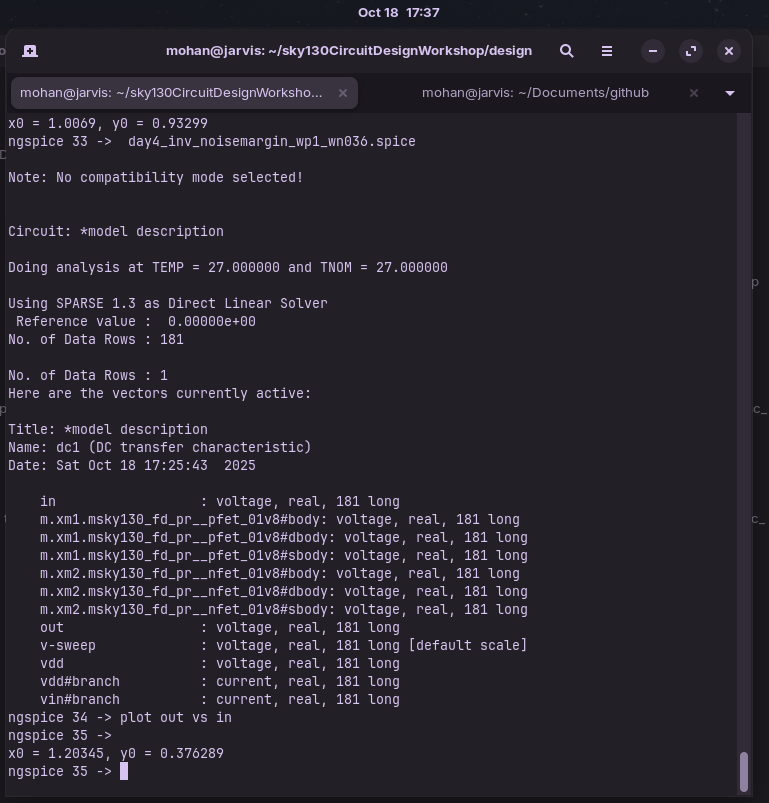 Oct 18 17:37
mohan@jarvis: ~/sky130CircuitDesignWorkshop/design
mohan@jarvis: ~/sky130CircuitDesignWorksho...
mohan@jarvis: ~/Documents/github
x0 = 1.0069, y0 = 0.93299
ngspice 33 ->  day4_inv_noisemargin_wp1_wn036.spice
Note: No compatibility mode selected!
Circuit: *model description
Doing analysis at TEMP = 27.000000 and TNOM = 27.000000
Using SPARSE 1.3 as Direct Linear Solver
 Reference value :  0.00000e+00
No. of Data Rows : 181
No. of Data Rows : 1
Here are the vectors currently active:
Title: *model description
Name: dc1 (DC transfer characteristic)
Date: Sat Oct 18 17:25:43  2025
    in                  : voltage, real, 181 long
    m.xm1.msky130_fd_pr__pfet_01v8#body: voltage, real, 181 long
    m.xm1.msky130_fd_pr__pfet_01v8#dbody: voltage, real, 181 long
    m.xm1.msky130_fd_pr__pfet_01v8#sbody: voltage, real, 181 long
    m.xm2.msky130_fd_pr__nfet_01v8#body: voltage, real, 181 long
    m.xm2.msky130_fd_pr__nfet_01v8#dbody: voltage, real, 181 long
    m.xm2.msky130_fd_pr__nfet_01v8#sbody: voltage, real, 181 long
    out                 : voltage, real, 181 long
    v-sweep             : voltage, real, 181 long [default scale]
    vdd                 : voltage, real, 181 long
    vdd#branch          : current, real, 181 long
    vin#branch          : current, real, 181 long
ngspice 34 -> plot out vs in
ngspice 35 ->
x0 = 1.20345, y0 = 0.376289
ngspice 35 ->